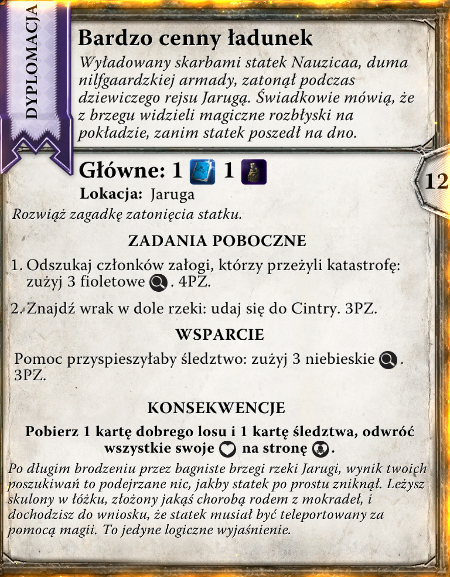 DYPLOMACJA
Bardzo cenny ładunek
Wyładowany skarbami statek Nauzicaa, duma
nilfgaardzkiej armady, zatonął podczas
dziewiczego rejsu Jarugą. Świadkowie mówią, że
z brzegu widzieli magiczne rozbłyski na
pokładzie, zanim statek poszedł na dno.
Główne: 1 1
12
Lokacja: Jaruga
Rozwiąż zagadkę zatonięcia statku.
ZADANIA POBOCZNE
1. Odszukaj członków załogi, którzy przeżyli katastrofę:
zużyj 3 fioletowe . 4PZ.
2. Znajdź wrak w dole rzeki: udaj się do Cintry. 3PZ.
WSPARCIE
Pomoc przyspieszyłaby śledztwo: zużyj 3 niebieskie .
3PZ.
KONSEKWENCJE
Pobierz 1 kartę dobrego losu i 1 kartę śledztwa, odwróć
wszystkie swoje na stronę .
Po długim brodzeniu przez bagniste brzegi rzeki Jarugi, wynik twoich
poszukiwań to podejrzane nic, jakby statek po prostu zniknął. Leżysz
skulony w łóżku, złożony jakąś chorobą rodem z mokradeł, i
dochodzisz do wniosku, że statek musiał być teleportowany za
pomocą magii. To jedyne logiczne wyjaśnienie.